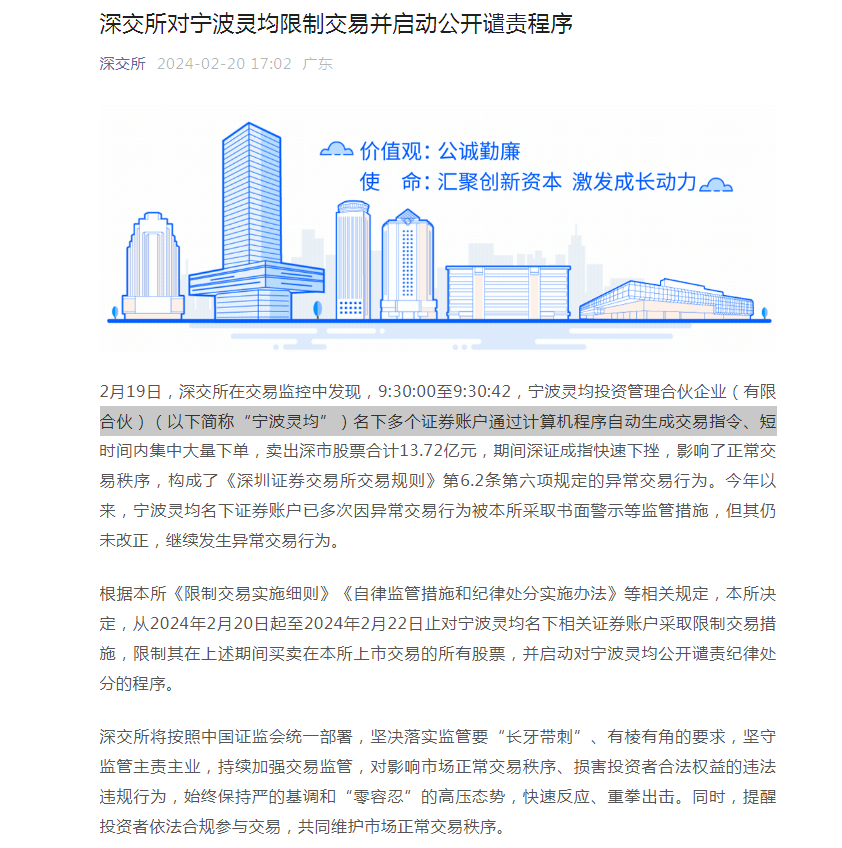 深交所对宁波灵均限制交易并启动公开谴责程序
深交所 2024-02-20 17:02 广东
价值观：公诚勤廉
使 命：汇聚创新资本 激发成长动力
2月19日，深交所在交易监控中发现，9:30:00至9:30:42，宁波灵均投资管理合伙企业（有限
合伙）（以下简称“宁波灵均”）名下多个证券账户通过计算机程序自动生成交易指令、短
时间内集中大量下单，卖出深市股票合计13.72亿元，期间深证成指快速下挫，影响了正常交
易秩序，构成了《深圳证券交易所交易规则》第6.2条第六项规定的异常交易行为。今年以
来，宁波灵均名下证券账户已多次因异常交易行为被本所采取书面警示等监管措施，但其仍
未改正，继续发生异常交易行为。
根据本所《限制交易实施细则》《自律监管措施和纪律处分实施办法》等相关规定，本所决
定，从2024年2月20日起至2024年2月22日止对宁波灵均名下相关证券账户采取限制交易措
施，限制其在上述期间买卖在本所上市交易的所有股票，并启动对宁波灵均公开谴责纪律处
分的程序。
深交所将按照中国证监会统一部署，坚决落实监管要“长牙带刺”、有棱有角的要求，坚守
监管主责主业，持续加强交易监管，对影响市场正常交易秩序、损害投资者合法权益的违法
违规行为，始终保持严的基调和“零容忍”的高压态势，快速反应、重拳出击。同时，提醒
投资者依法合规参与交易，共同维护市场正常交易秩序。